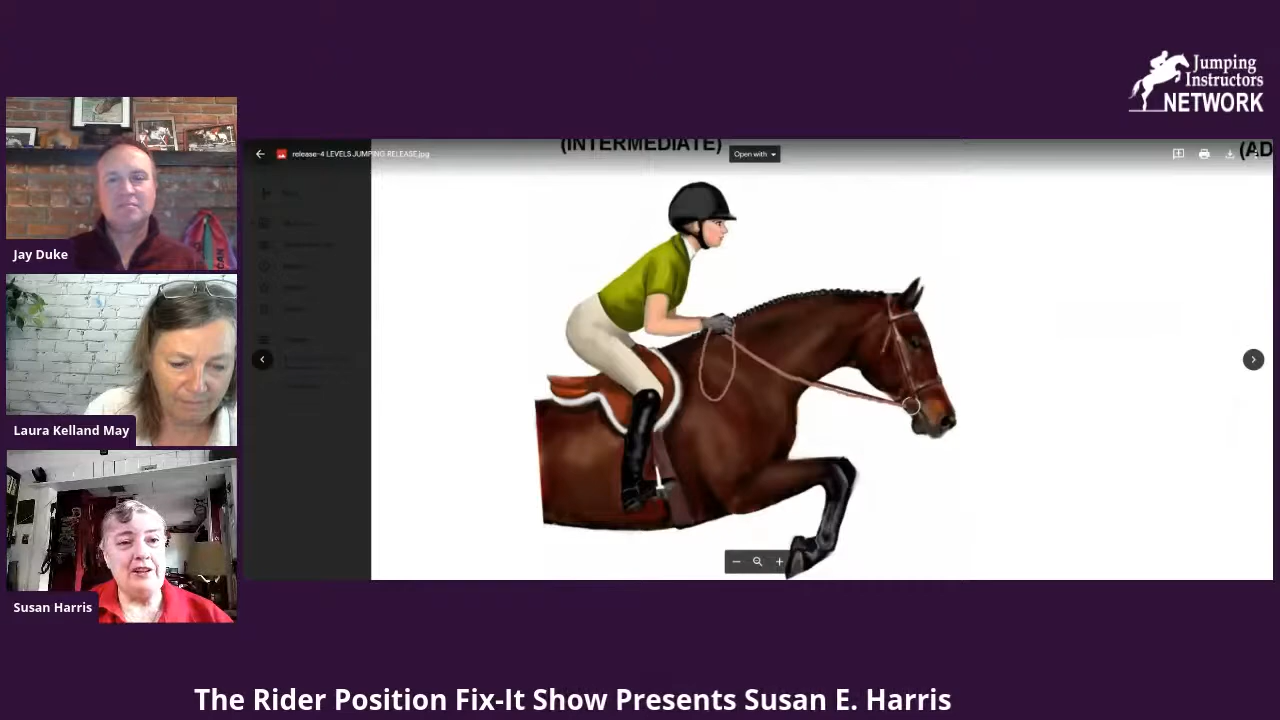 Jumping
Instructors
NETWORK
(INTERMEDIATE)
(AD
release-4 LEVELS JUMPING RELEASE.jpg
Open with
Jay Duke
Laura Kelland May
Susan Harris
The Rider Position Fix-It Show Presents Susan E. Harris